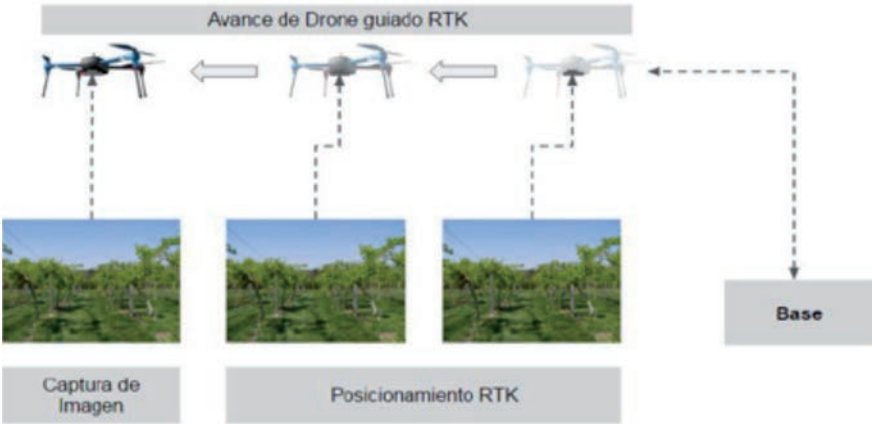 Avance de Drone guiado RTK
Base
Captura de
Imagen
Posicionamiento RTK